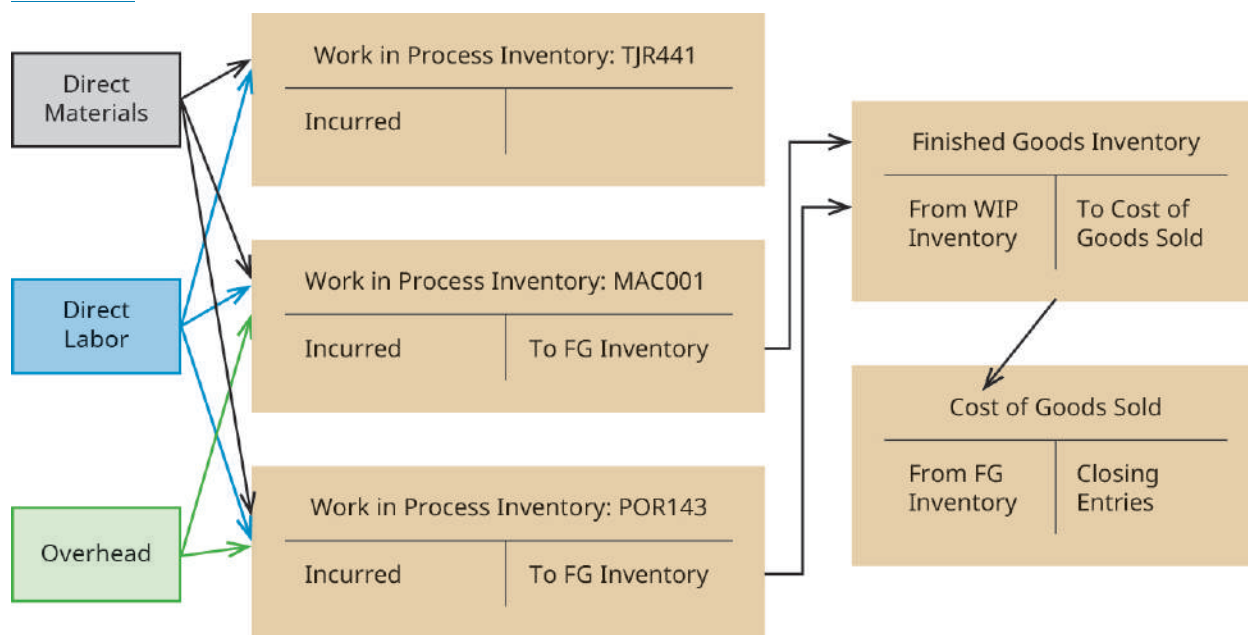 Direct
Materials
Work in Process Inventory: TJR441
Incurred
Direct
Labor
Work in Process Inventory: MAC001
Incurred
To FG Inventory
Overhead
Work in Process Inventory: POR143
Incurred
To FG Inventory
Finished Goods Inventory
From WIP
Inventory
To Cost of
Goods Sold
Cost of Goods Sold
From FG
Inventory
Closing
Entries